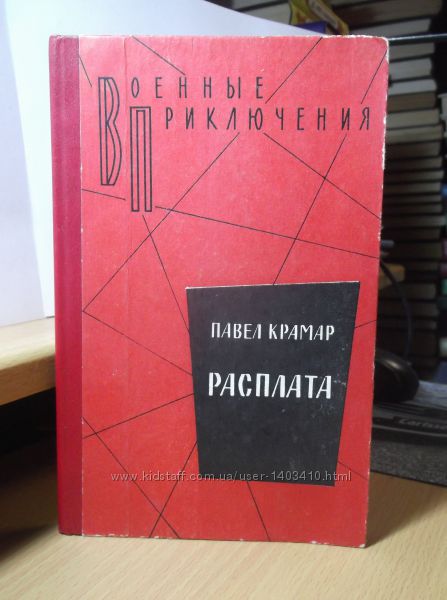 ВОЕННЫЕ
ПРИКЛЮЧЕНИЯ
ПАВЕЛ КРАМАР
РАСПЛАТА
www.kidstaff.com.ua/user-1403410.html